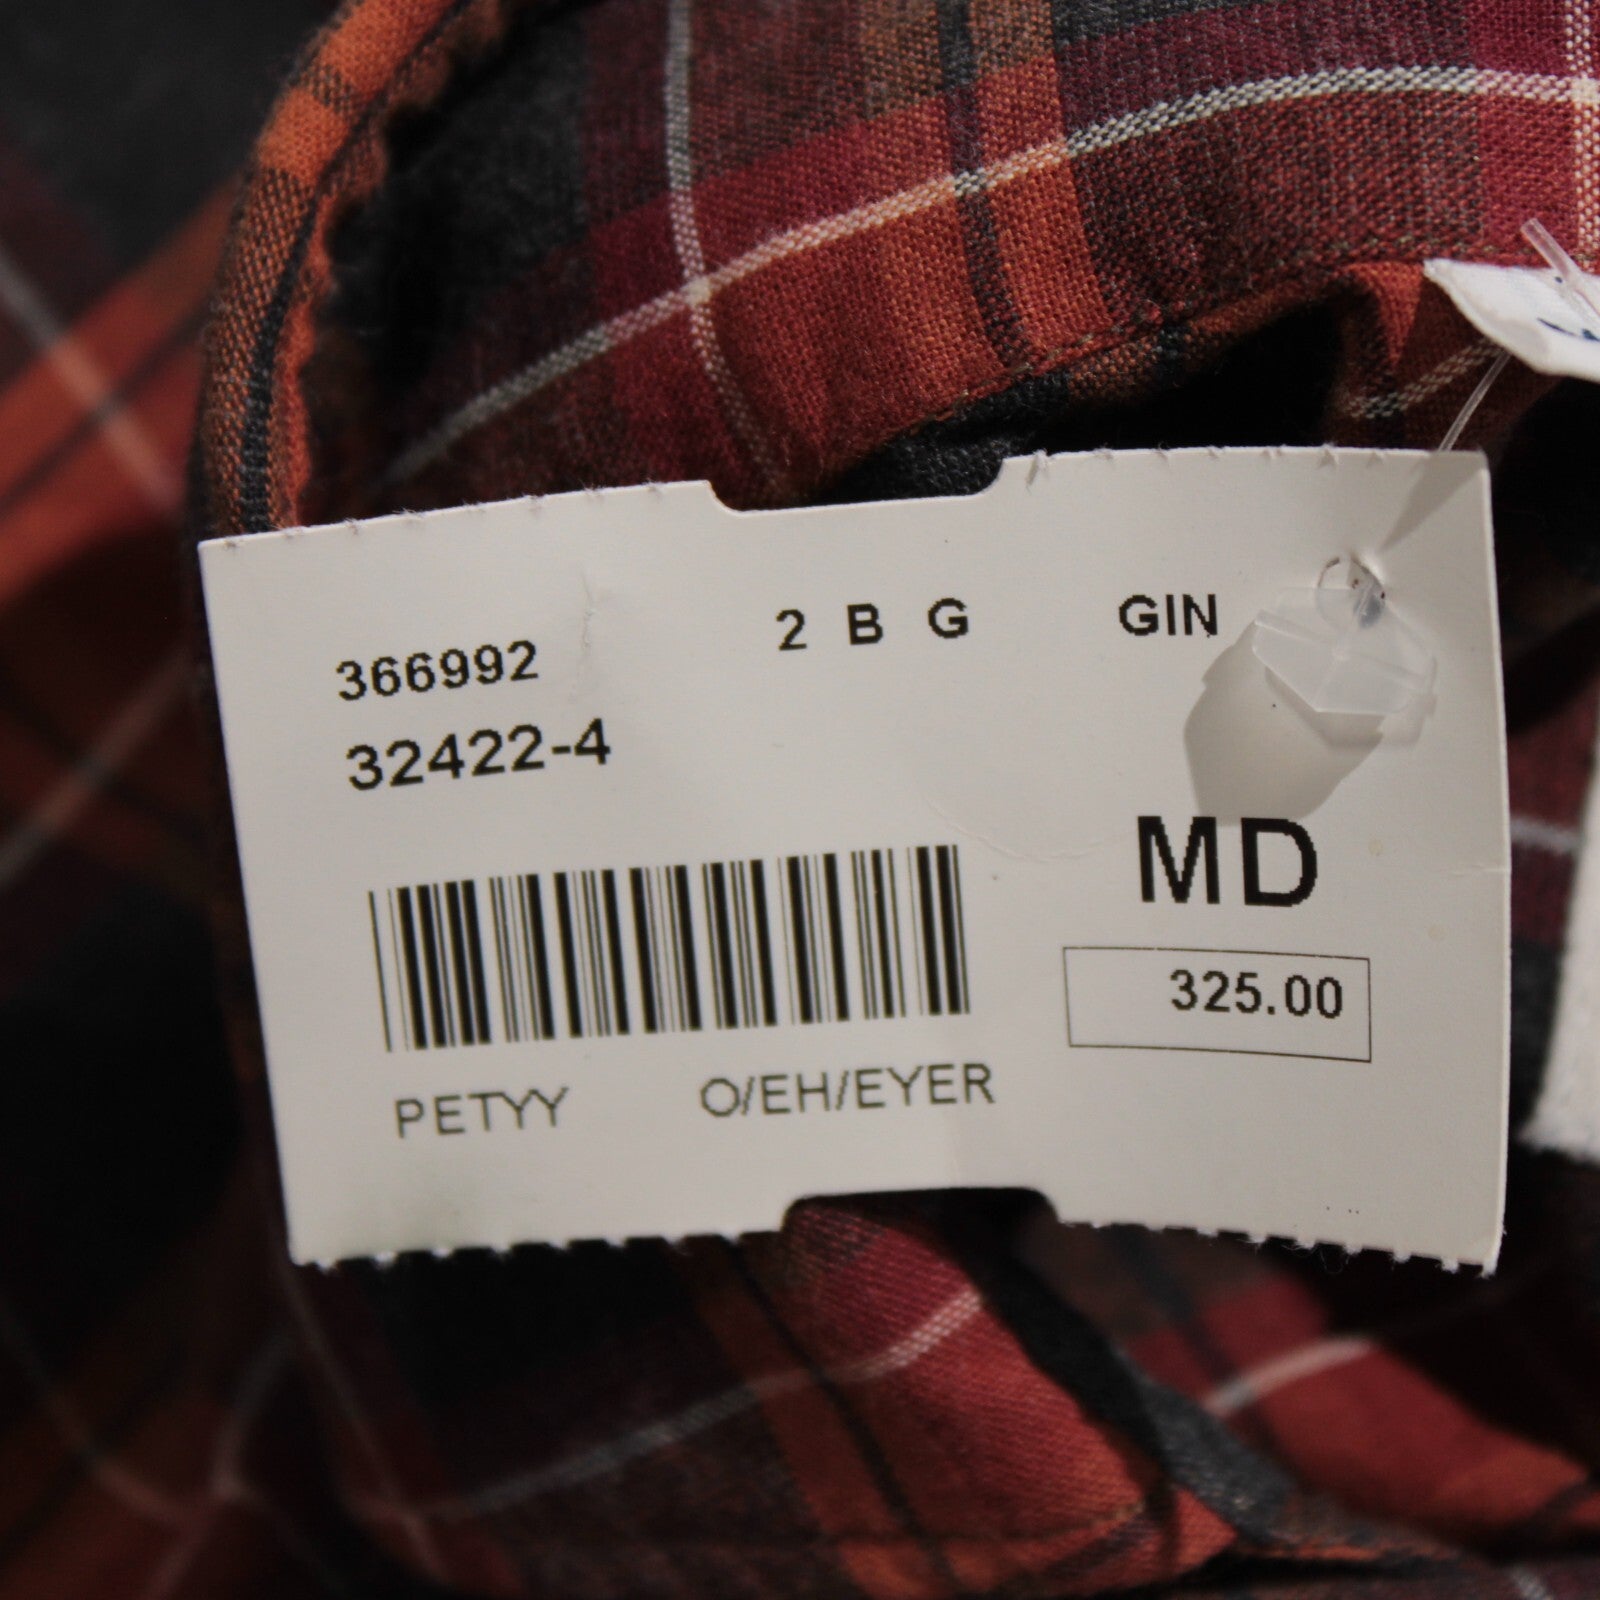 366992 2 B G GIN
32422-4
MD
325.00
PETYY O/EH/EYER